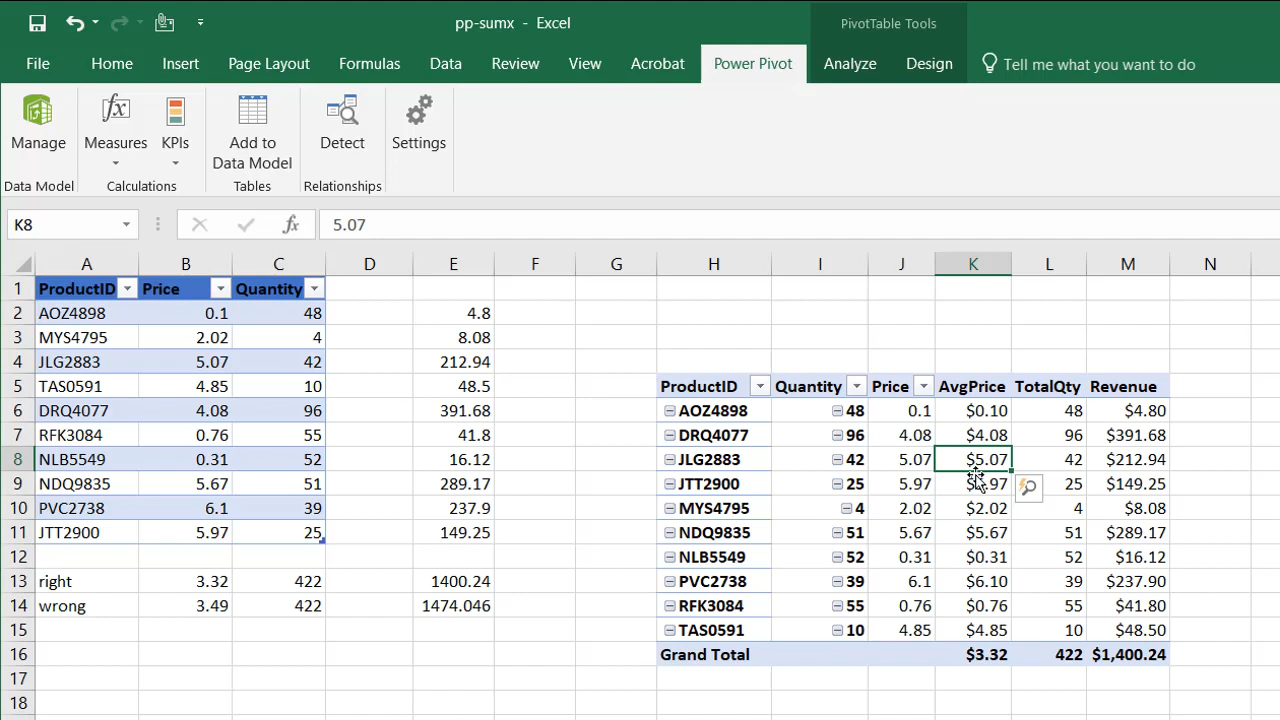 pp-sumx - Excel
PivotTable Tools
File Home Insert Page Layout Formulas Data Review View Acrobat Power Pivot Analyze Design Tell me what you want to do
Manage Measures KPIs Add to Data Model Detect Settings
Data Model Calculations Tables Relationships
K8 fx 5.07
A B C D E F G H I J K L M N
1 ProductID Price Quantity
2 AOZ4898 0.1 48 4.8
3 MYS4795 2.02 4 8.08
4 JLG2883 5.07 42 212.94
5 TAS0591 4.85 10 48.5 ProductID Quantity Price AvgPrice TotalQty Revenue
6 DRQ4077 4.08 96 391.68 AOZ4898 48 0.1 $0.10 48 $4.80
7 RFK3084 0.76 55 41.8 DRQ4077 96 4.08 $4.08 96 $391.68
8 NLB5549 0.31 52 16.12 JLG2883 42 5.07 $5.07 42 $212.94
9 NDQ9835 5.67 51 289.17 JTT2900 25 5.97 $5.97 25 $149.25
10 PVC2738 6.1 39 237.9 MYS4795 4 2.02 $2.02 4 $8.08
11 JTT2900 5.97 25 149.25 NDQ9835 51 5.67 $5.67 51 $289.17
12 NLB5549 52 0.31 $0.31 52 $16.12
13 right 3.32 422 1400.24 PVC2738 39 6.1 $6.10 39 $237.90
14 wrong 3.49 422 1474.046 RFK3084 55 0.76 $0.76 55 $41.80
15 TAS0591 10 4.85 $4.85 10 $48.50
16 Grand Total $3.32 422 $1,400.24
17
18